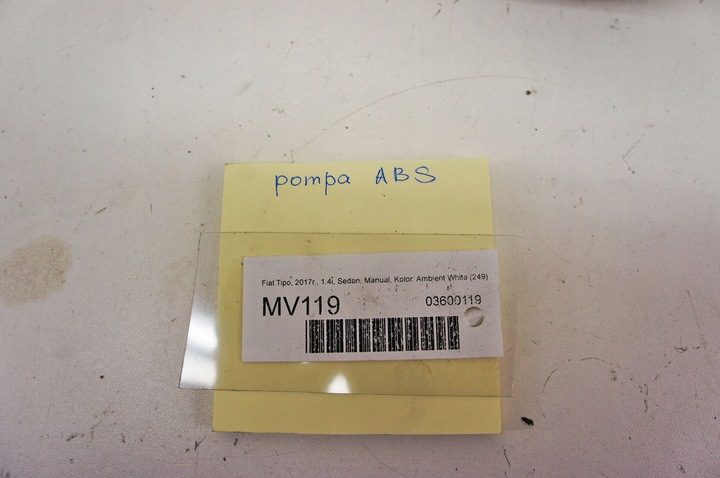 pompa ABS
Fiat Tipo, 2017r., 1.4i, Sedan, Manual, Kolor: Ambient White (249)
MV119 03600119